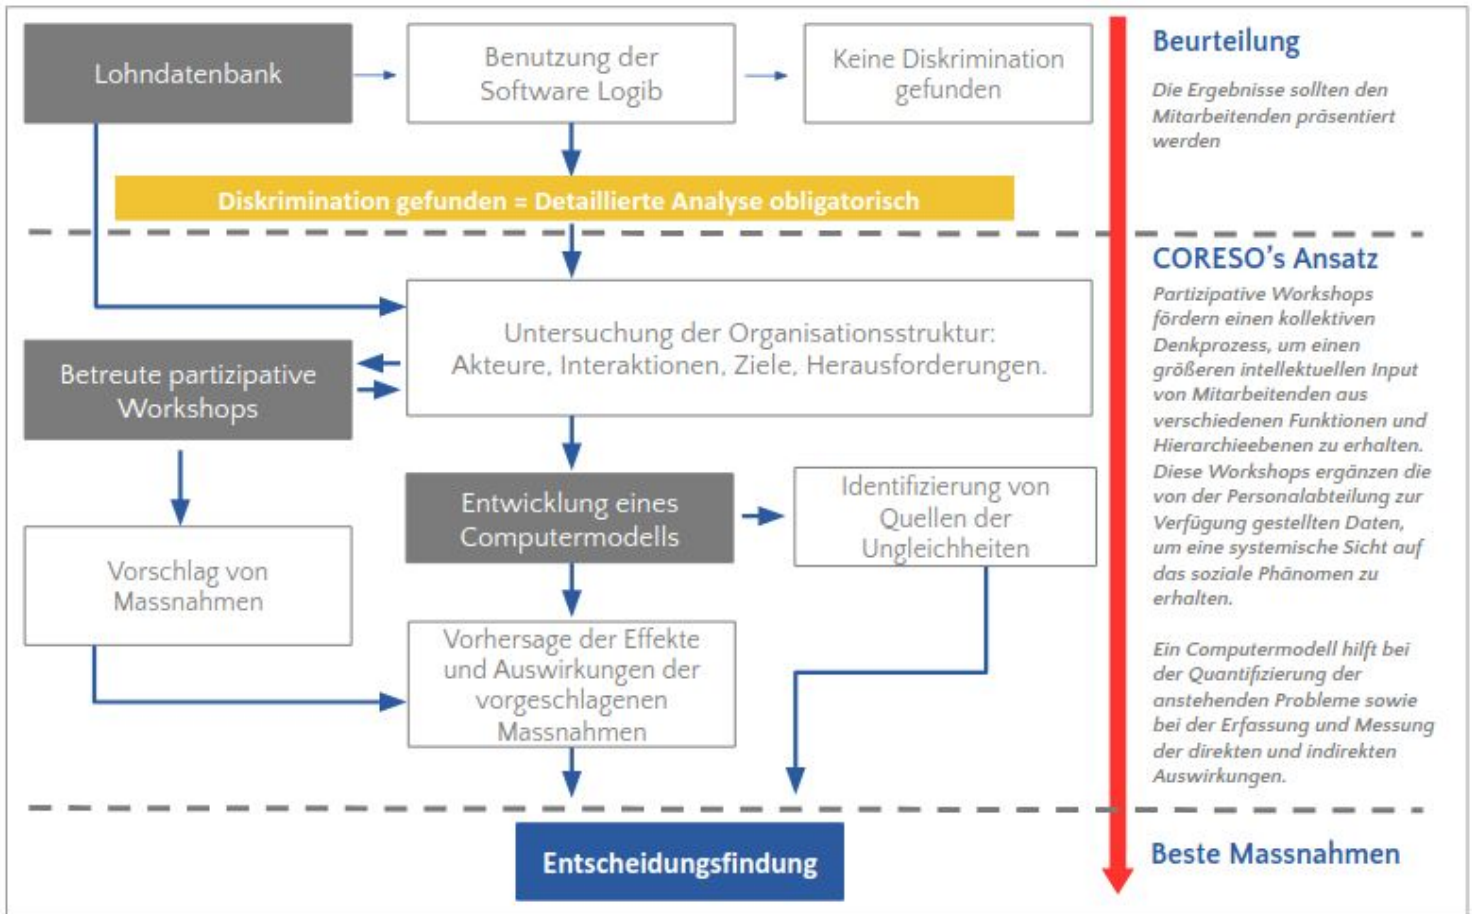 Lohndatenbank
Benutzung der
Software Logib
Keine Diskrimination
gefunden
Diskrimination gefunden = Detaillierte Analyse obligatorisch
Untersuchung der Organisationsstruktur:
Akteure, Interaktionen, Ziele, Herausforderungen.
Betreute partizipative
Workshops
Entwicklung eines
Computermodells
Identifizierung von
Quellen der
Ungleichheiten
Vorschlag von
Massnahmen
Vorhersage der Effekte
und Auswirkungen der
vorgeschlagenen
Massnahmen
Entscheidungsfindung
Beurteilung
Die Ergebnisse sollten den
Mitarbeitenden präsentiert
werden
CORESO's Ansatz
Partizipative Workshops
fördern einen kollektiven
Denkprozess, um einen
größeren intellektuellen Input
von Mitarbeitenden aus
verschiedenen Funktionen und
Hierarchieebenen zu erhalten.
Diese Workshops ergänzen die
von der Personalabteilung zur
Verfügung gestellten Daten,
um eine systemische Sicht auf
das soziale Phänomen zu
erhalten.
Ein Computermodell hilft bei
der Quantifizierung der
anstehenden Probleme sowie
bei der Erfassung und Messung
der direkten und indirekten
Auswirkungen.
Beste Massnahmen